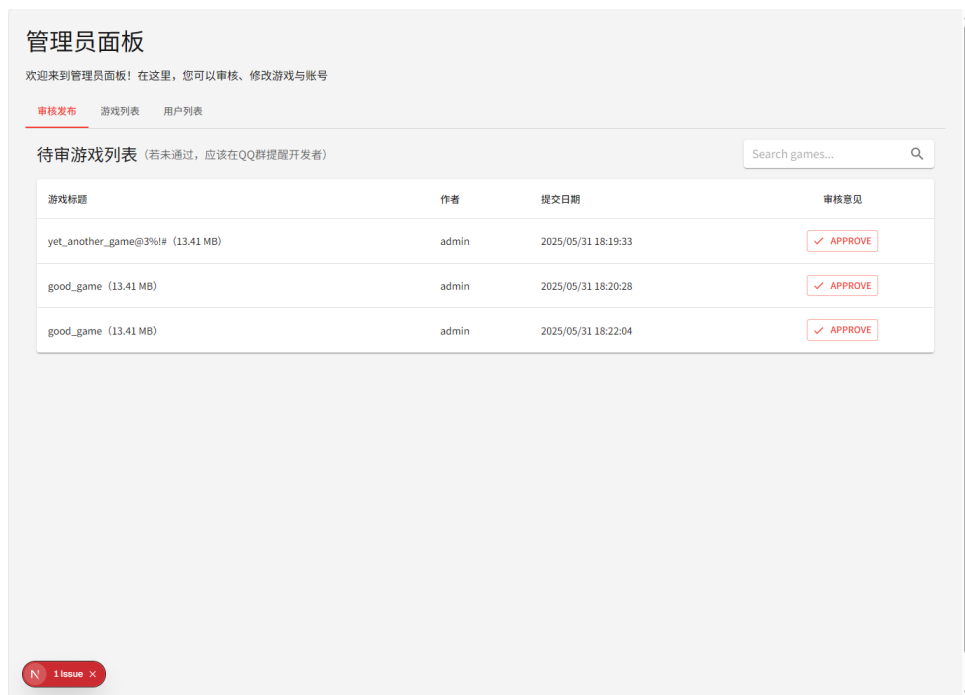 管理员面板
欢迎来到管理员面板！在这里，您可以审核、修改游戏与账号
审核发布 游戏列表 用户列表
待审游戏列表（若未通过，应该在QQ群提醒开发者） Search games...
游戏标题 作者 提交日期 审核意见
yet_another_game@3%!#（13.41 MB） admin 2025/05/31 18:19:33 APPROVE
good_game（13.41 MB） admin 2025/05/31 18:20:28 APPROVE
good_game（13.41 MB） admin 2025/05/31 18:22:04 APPROVE
N 1 Issue ×